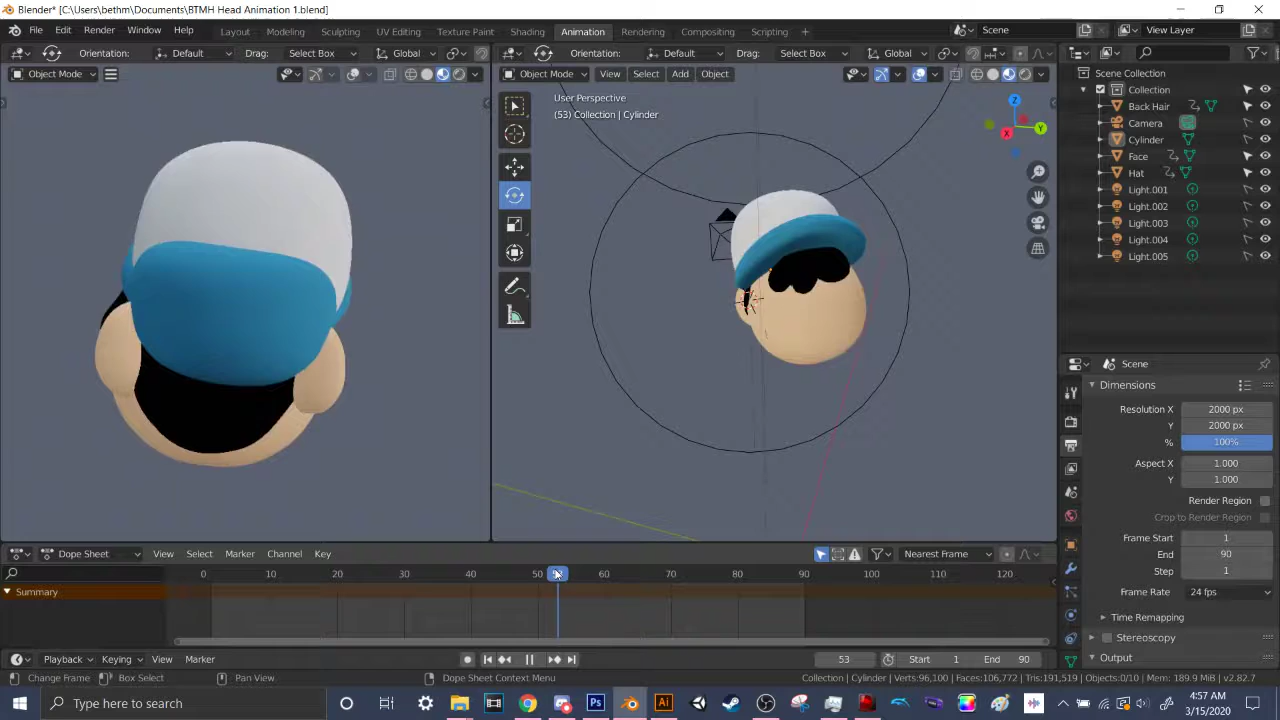 Blender* [C:\Users\bethm\Documents\BTMH Head Animation 1.blend]
File Edit Render Window Help Layout Modeling Sculpting UV Editing Texture Paint Shading Animation Rendering Compositing Scripting + Scene View Layer
Orientation: Default Drag: Select Box Global Orientation: Default Drag: Select Box Global
Object Mode Object Mode View Select Add Object
User Perspective
(53) Collection | Cylinder
Z
X Y
Scene Collection
Collection
Back Hair
Camera
Cylinder
Face
Hat
Light.001
Light.002
Light.003
Light.004
Light.005
Scene
Dimensions
Resolution X 2000 px
Y 2000 px
% 100%
Aspect X 1.000
Y 1.000
Render Region
Crop to Render Region
Frame Start 1
End 90
Step 1
Frame Rate 24 fps
Time Remapping
Stereoscopy
Output
Dope Sheet View Select Marker Channel Key Nearest Frame
0 10 20 30 40 50 60 70 80 90 100 110 120
Summary
Playback Keying View Marker 53 Start 1 End 90
Change Frame Box Select Pan View Dope Sheet Context Menu Collection | Cylinder | Verts:96,100 | Faces:106,772 | Tris:191,519 | Objects:0/10 | Mem: 189.9 MiB | v2.82.7
Type here to search Ps Ai 4:57 AM
3/15/2020